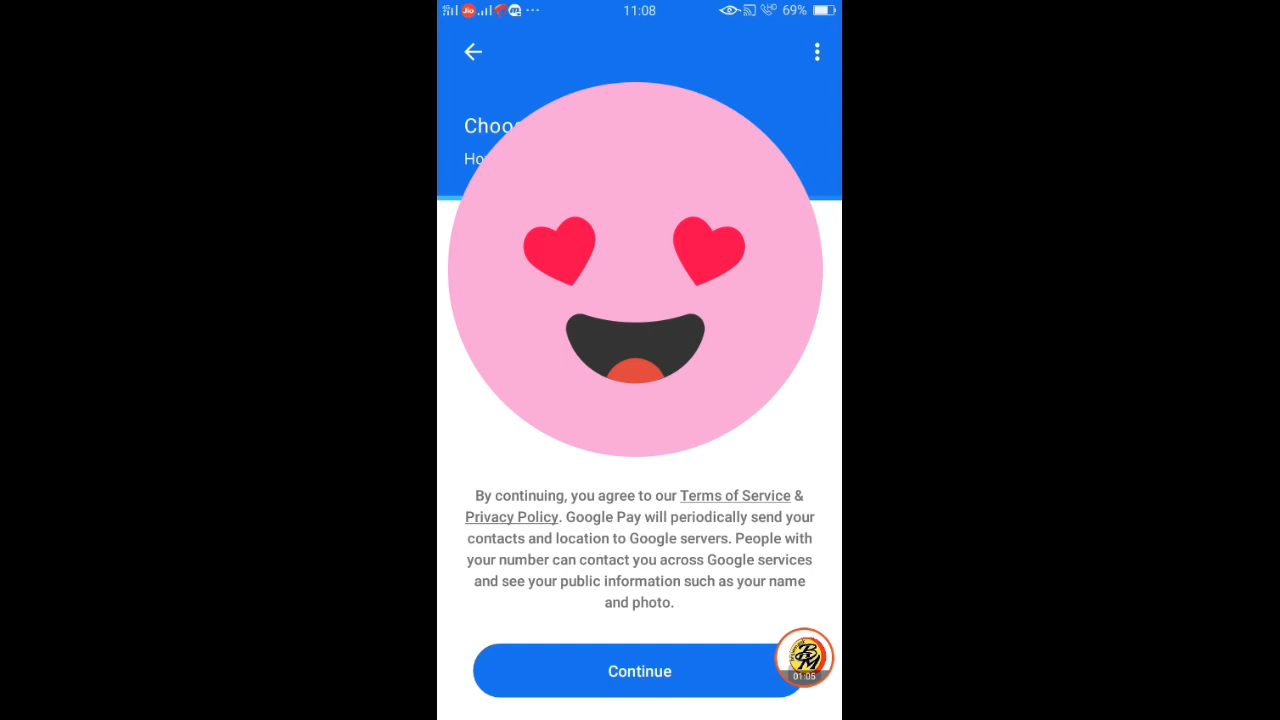 11:08
69%
By continuing, you agree to our Terms of Service &
Privacy Policy. Google Pay will periodically send your
contacts and location to Google servers. People with
your number can contact you across Google services
and see your public information such as your name
and photo.
Continue
BM
01:05